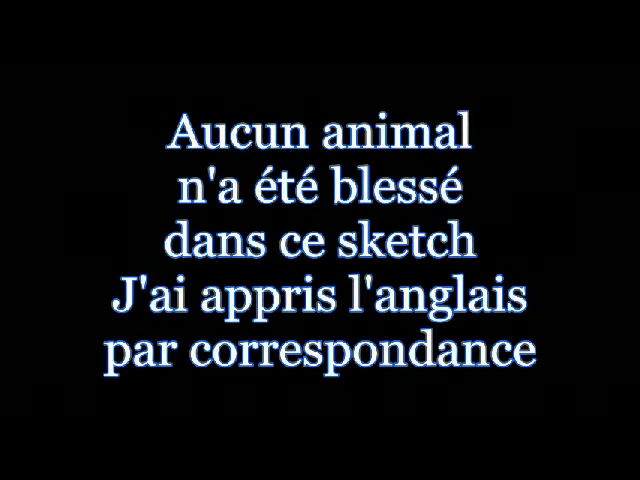 Aucun animal
n'a été blessé
dans ce sketch
J'ai appris l'anglais
par correspondance